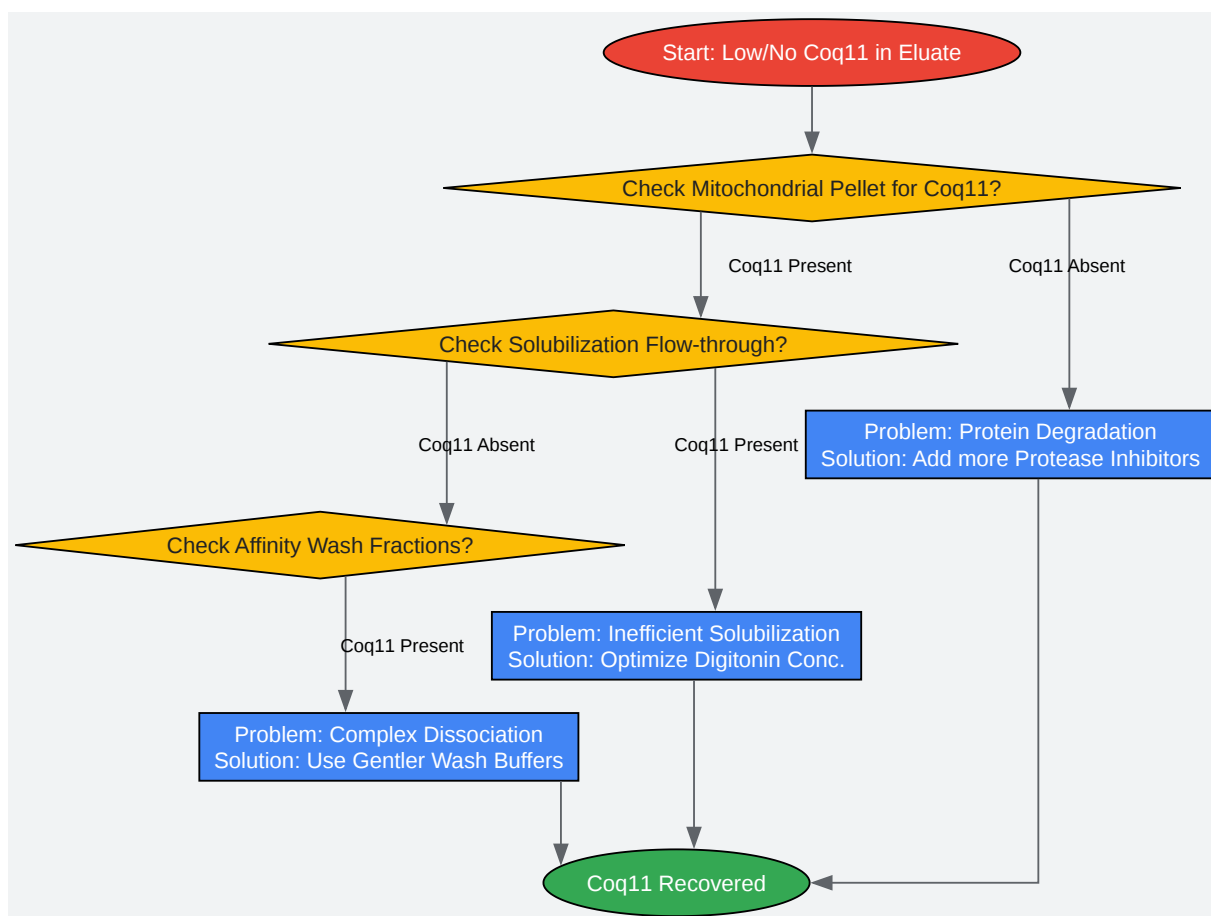 Start: Low/No Coq11 in Eluate
Check Mitochondrial Pellet for Coq11?
Coq11 Present
Coq11 Absent
Check Solubilization Flow-through?
Problem: Protein Degradation
Solution: Add more Protease Inhibitors
Coq11 Absent
Coq11 Present
Check Affinity Wash Fractions?
Problem: Inefficient Solubilization
Solution: Optimize Digitonin Conc.
Coq11 Present
Problem: Complex Dissociation
Solution: Use Gentler Wash Buffers
Coq11 Recovered